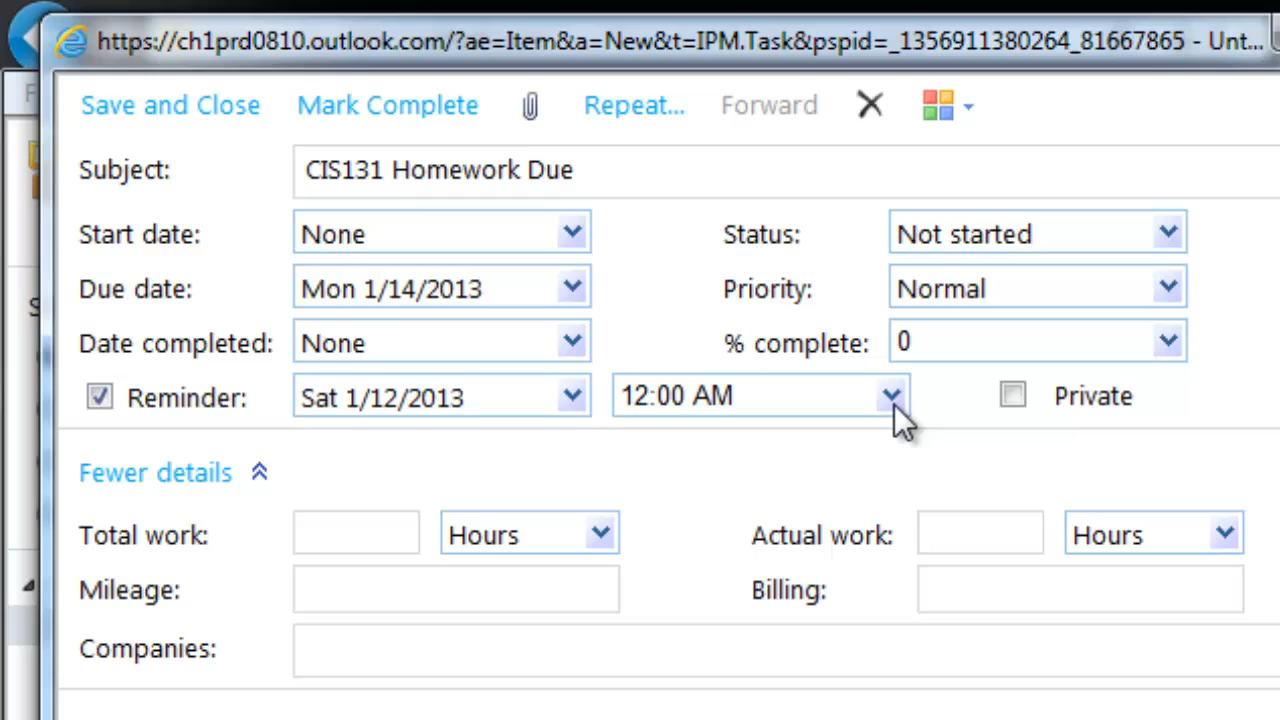 https://ch1prd0810.outlook.com/?ae=Item&a=New&t=IPM.Task&pspid=_1356911380264_81667865 - Unt...
Save and Close Mark Complete Repeat... Forward
Subject: CIS131 Homework Due
Start date: None Status: Not started
Due date: Mon 1/14/2013 Priority: Normal
Date completed: None % complete: 0
Reminder: Sat 1/12/2013 12:00 AM Private
Fewer details
Total work: Hours Actual work: Hours
Mileage: Billing:
Companies: